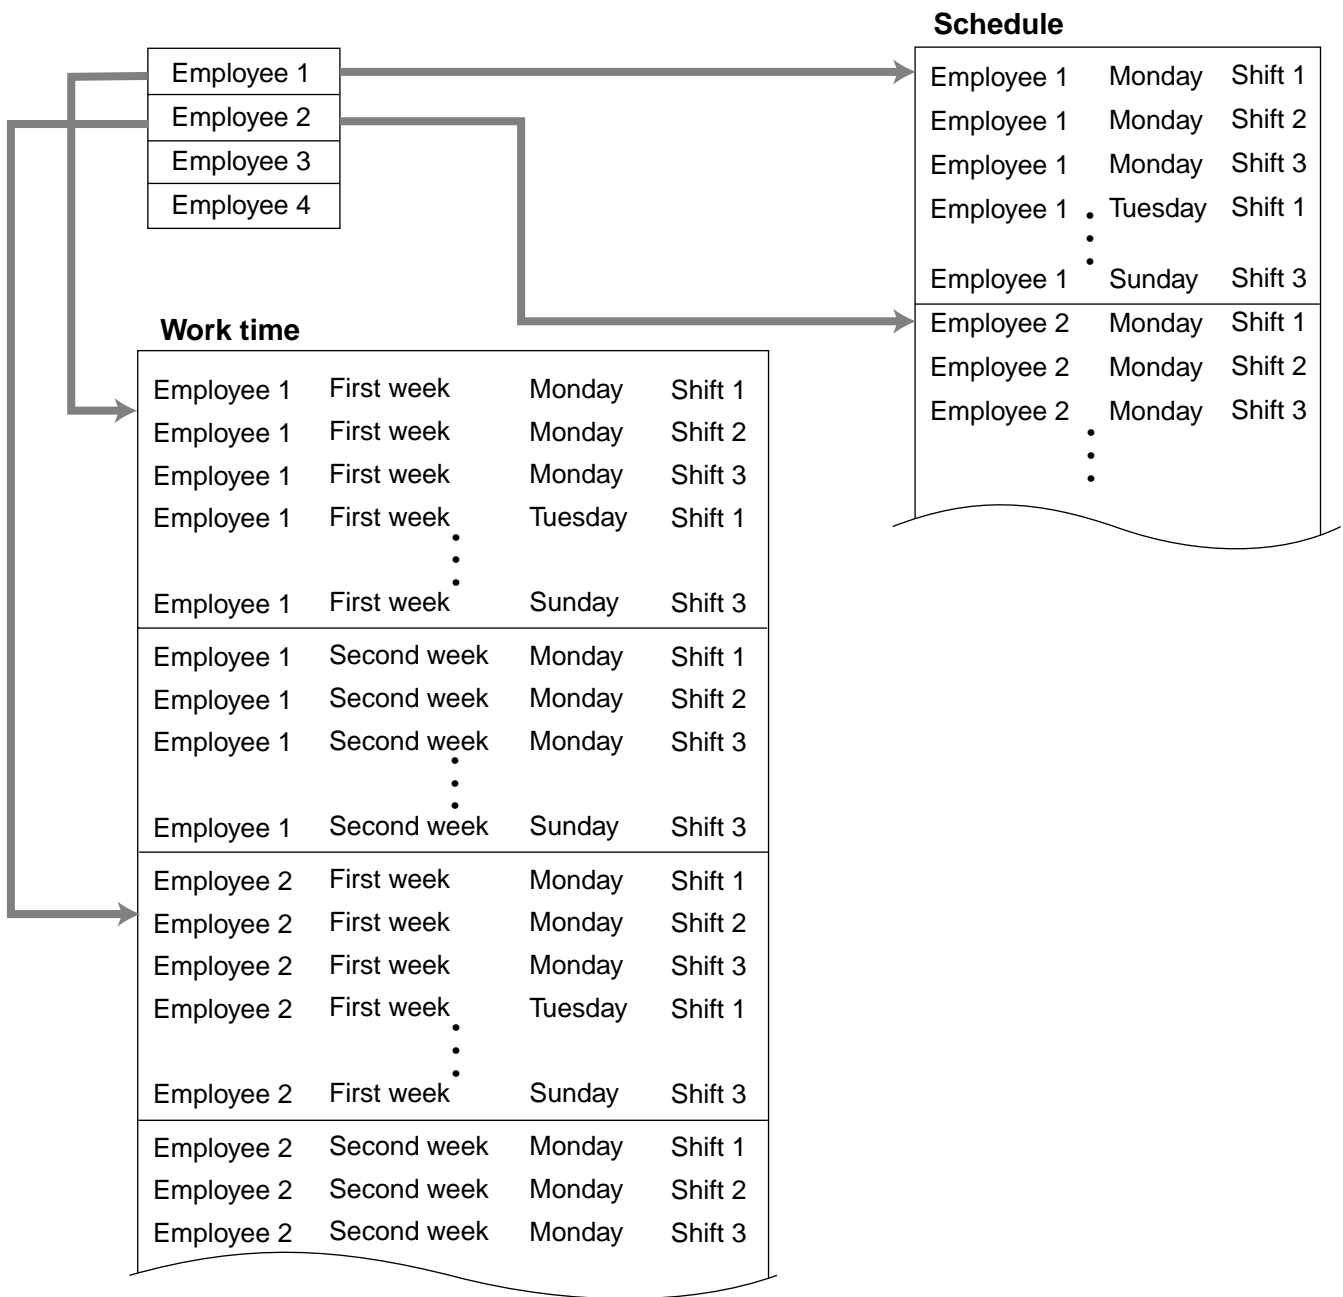 Schedule
Employee 1
Employee 2
Employee 3
Employee 4
Employee 1 Monday Shift 1
Employee 1 Monday Shift 2
Employee 1 Monday Shift 3
Employee 1 Tuesday Shift 1
Employee 1 Sunday Shift 3
Employee 2 Monday Shift 1
Employee 2 Monday Shift 2
Employee 2 Monday Shift 3
Work time
Employee 1 First week Monday Shift 1
Employee 1 First week Monday Shift 2
Employee 1 First week Monday Shift 3
Employee 1 First week Tuesday Shift 1
Employee 1 First week Sunday Shift 3
Employee 1 Second week Monday Shift 1
Employee 1 Second week Monday Shift 2
Employee 1 Second week Monday Shift 3
Employee 1 Second week Sunday Shift 3
Employee 2 First week Monday Shift 1
Employee 2 First week Monday Shift 2
Employee 2 First week Monday Shift 3
Employee 2 First week Tuesday Shift 1
Employee 2 First week Sunday Shift 3
Employee 2 Second week Monday Shift 1
Employee 2 Second week Monday Shift 2
Employee 2 Second week Monday Shift 3